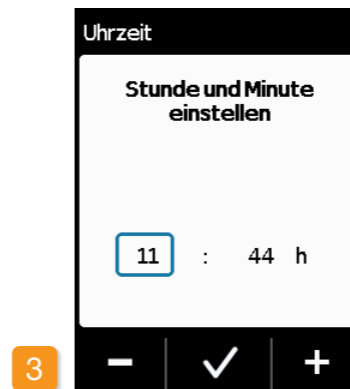 Uhrzeit
Stunde und Minute
einstellen
11 : 44 h
3 − ✓ +